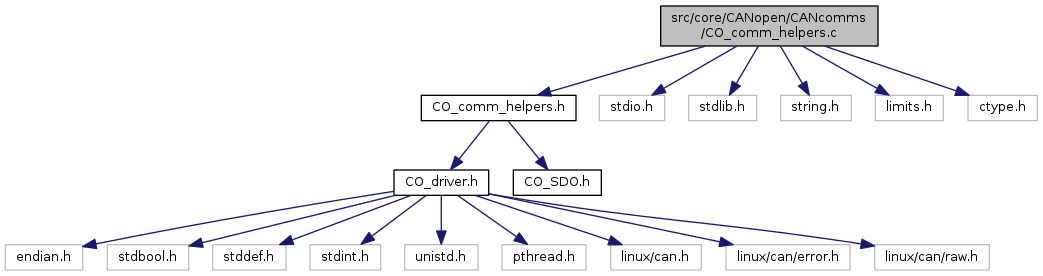 src/core/CANopen/CANcomms
/CO_comm_helpers.c
CO_comm_helpers.h
stdio.h
stdlib.h
string.h
limits.h
ctype.h
CO_driver.h
CO_SDO.h
endian.h
stdbool.h
stddef.h
stdint.h
unistd.h
pthread.h
linux/can.h
linux/can/error.h
linux/can/raw.h